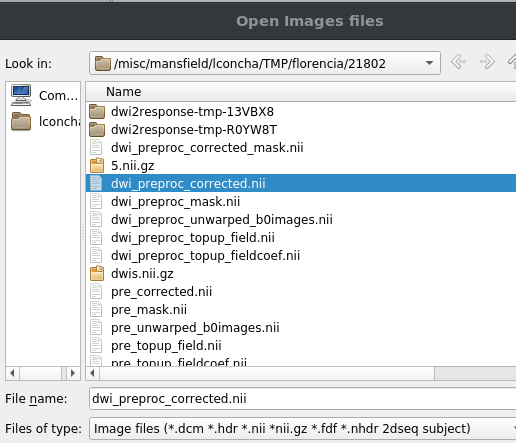 Open Images files
Look in: /misc/mansfield/lconcha/TMP/florencia/21802
Com...
lconcha
Name
dwi2response-tmp-13VBX8
dwi2response-tmp-R0YW8T
dwi_preproc_corrected_mask.nii
5.nii.gz
dwi_preproc_corrected.nii
dwi_preproc_mask.nii
dwi_preproc_unwarped_b0images.nii
dwi_preproc_topup_field.nii
dwi_preproc_topup_fieldcoef.nii
dwis.nii.gz
pre_corrected.nii
pre_mask.nii
pre_unwarped_b0images.nii
pre_topup_field.nii
pre_topup_fieldcoef.nii
File name: dwi_preproc_corrected.nii
Files of type: Image files (*.dcm *.hdr *.nii *nii.gz *.fdf *.nhdr 2dseq subject)